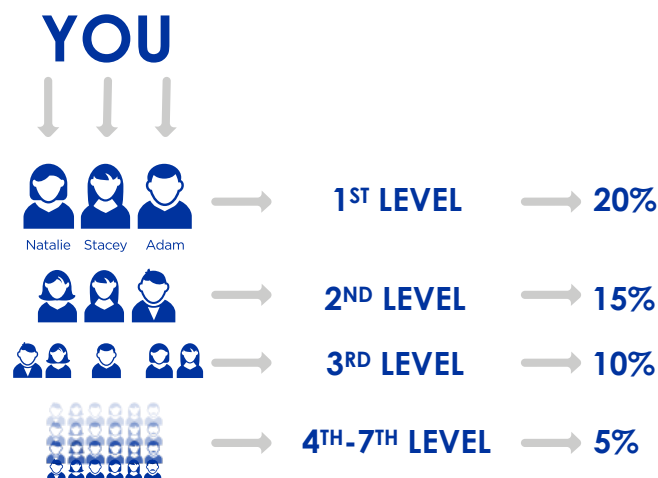 YOU
Natalie Stacey Adam
1ST LEVEL 20%
2ND LEVEL 15%
3RD LEVEL 10%
4TH-7TH LEVEL 5%